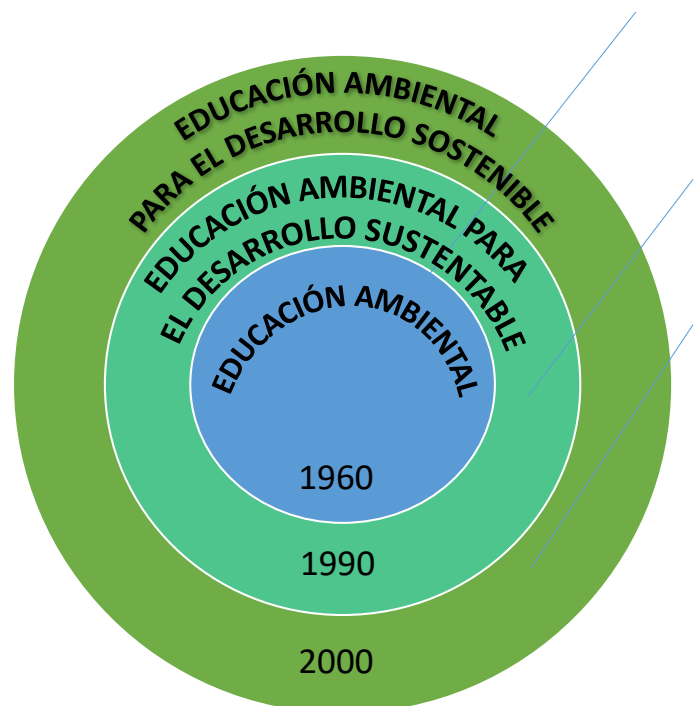 EDUCACIÓN AMBIENTAL
PARA EL DESARROLLO SOSTENIBLE
EDUCACIÓN AMBIENTAL PARA
EL DESARROLLO SUSTENTABLE
EDUCACIÓN AMBIENTAL
1960
1990
2000